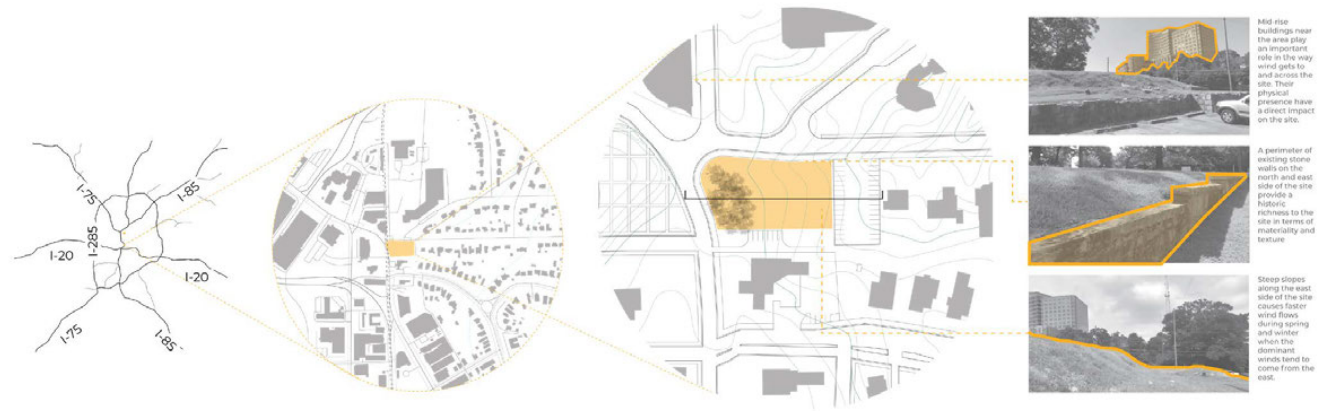 I-75
I-85
I-285
I-20
I-20
I-75
I-85
Mid rise
buildings near
the area play
an important
role in the way
wind gets to
and across the
site. Their
physical
presence have
a direct impact
on the site.
A perimeter of
existing stone
walls on the
north and east
side of the site
provide a
historic
richness to the
site in terms of
materiality and
texture
Steep slopes
along the east
side of the site
causes faster
wind flows
during spring
and winter
when the
dominant
winds tend to
come from the
east.